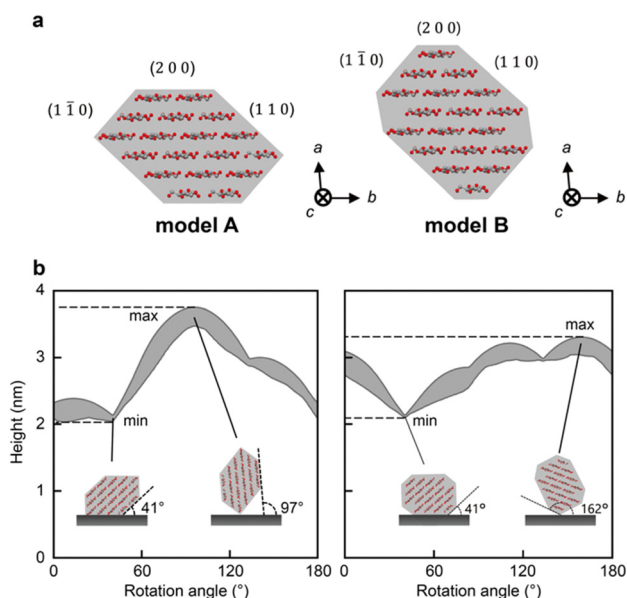 a
(2 0 0)
(1 1̄ 0)
(1 1 0)
a
b
c
model A
(2 0 0)
(1 1̄ 0)
(1 1 0)
a
b
c
model B
b
Height (nm)
4
3
2
1
0
max
min
41°
97°
0 60 120 180
Rotation angle (°)
max
min
41°
162°
0 60 120 180
Rotation angle (°)